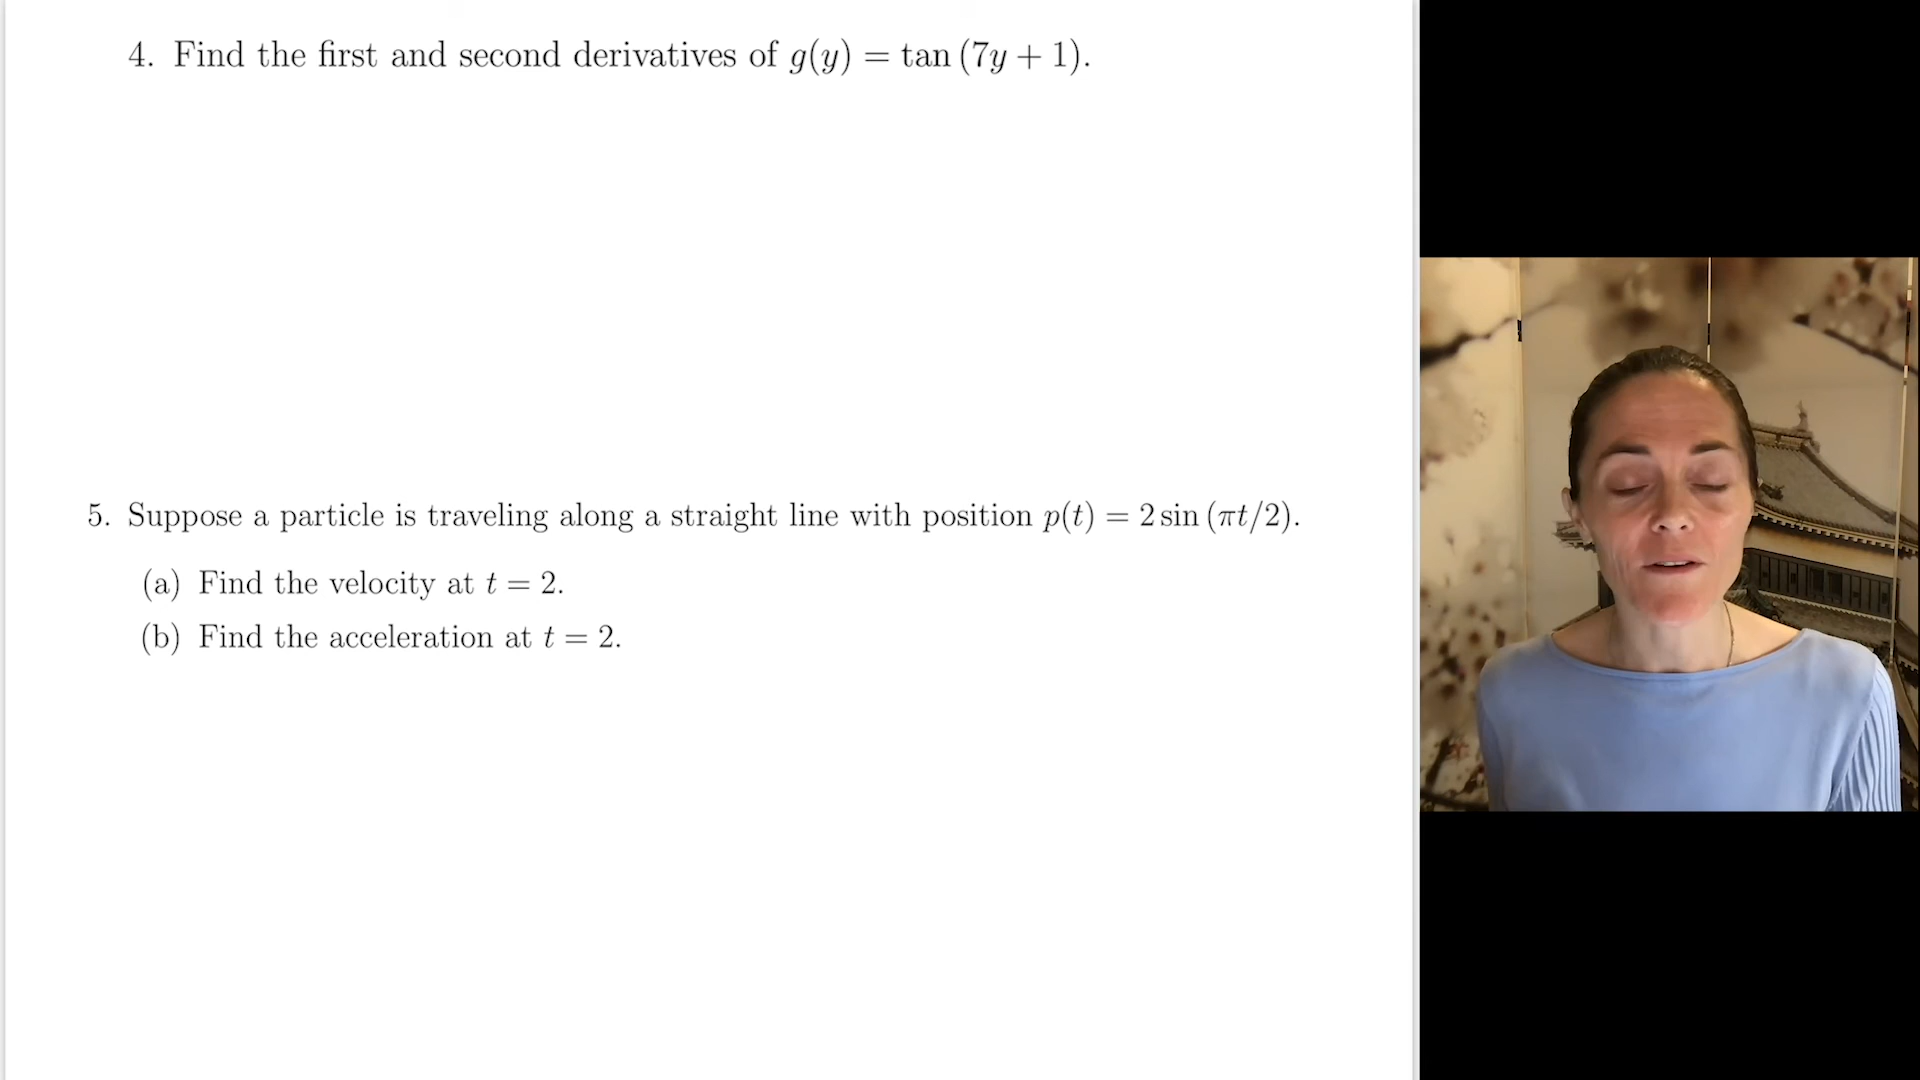 4. Find the first and second derivatives of g(y) = tan (7y + 1).
5. Suppose a particle is traveling along a straight line with position p(t) = 2 sin (πt/2).
(a) Find the velocity at t = 2.
(b) Find the acceleration at t = 2.